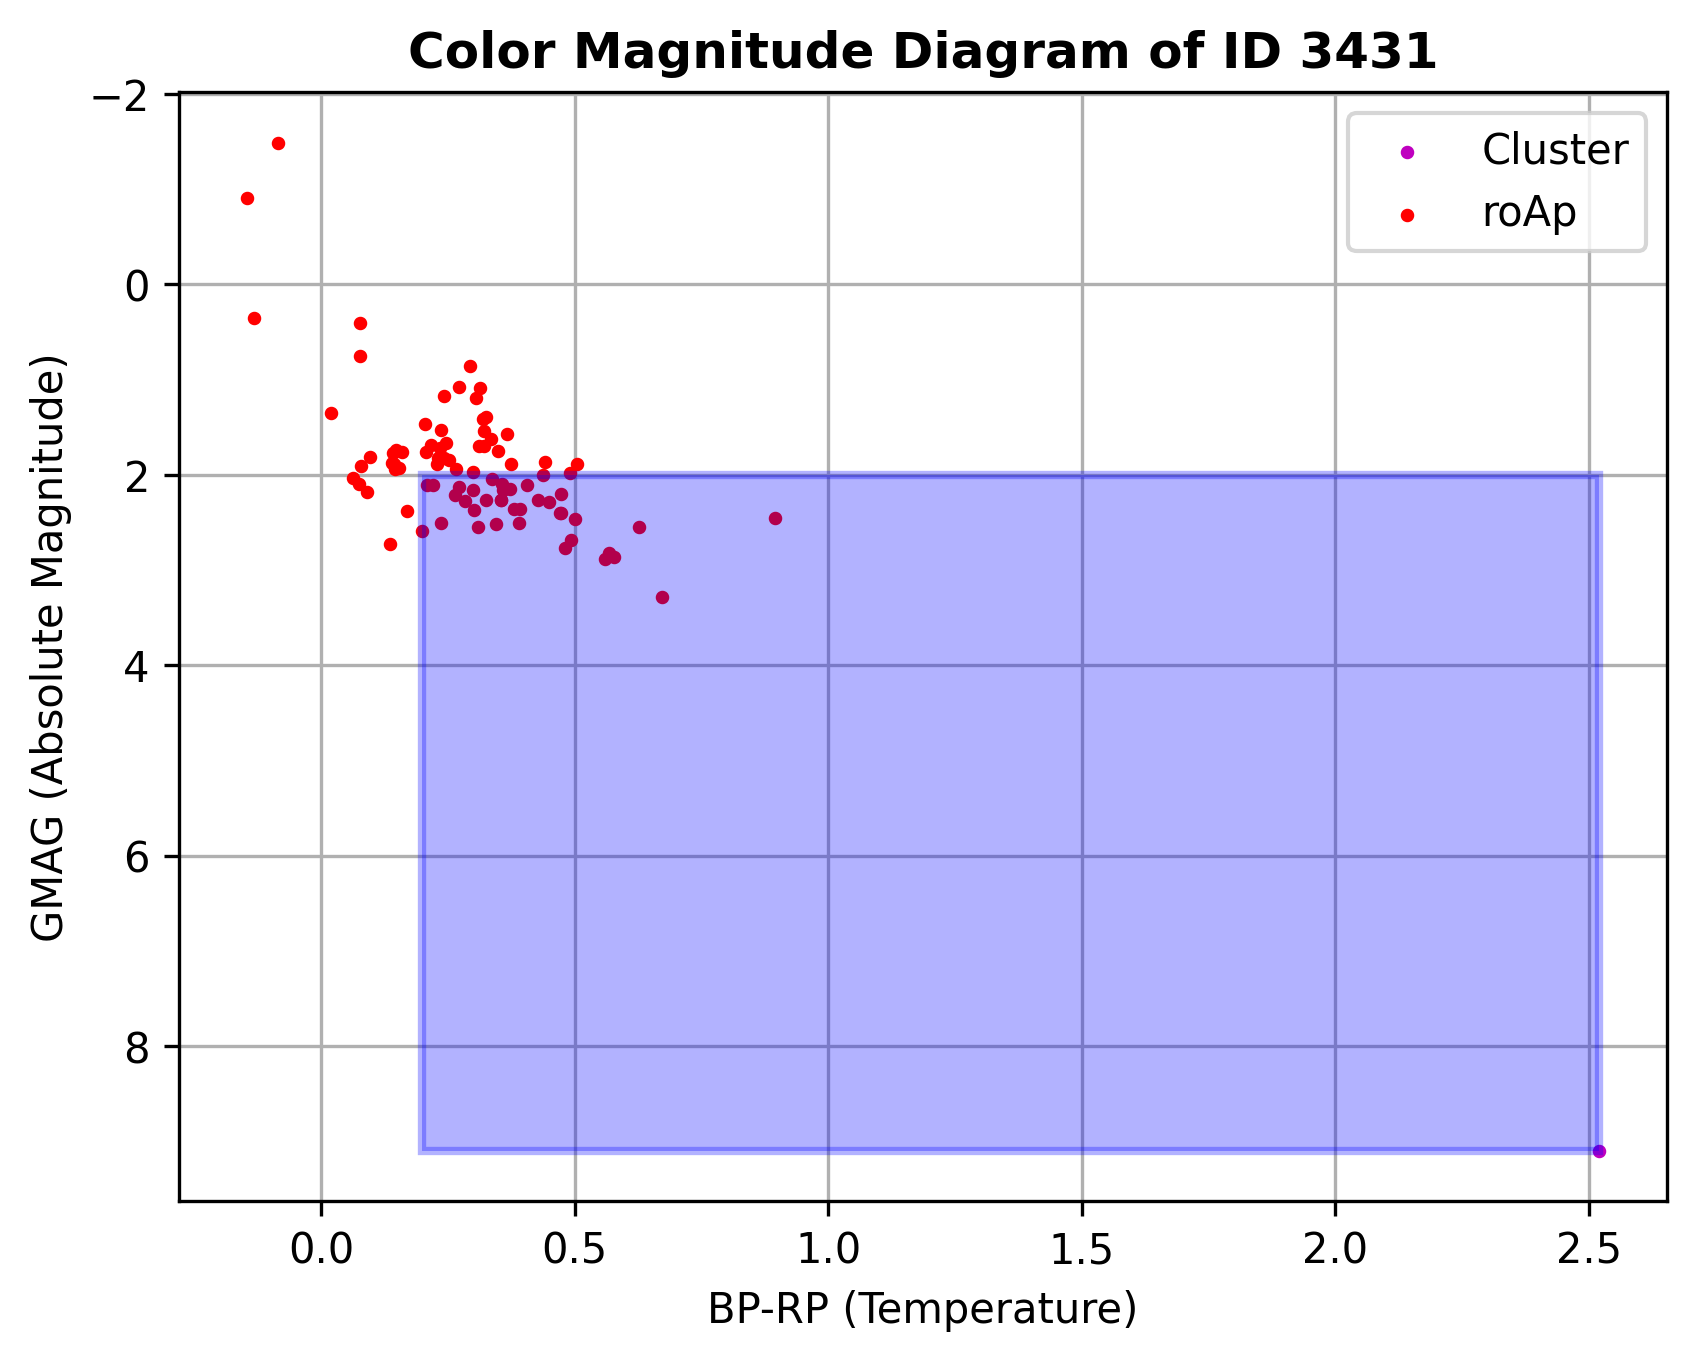 Color Magnitude Diagram of ID 3431
Cluster
roAp
−2
0
2
4
6
8
GMAG (Absolute Magnitude)
0.0 0.5 1.0 1.5 2.0 2.5
BP-RP (Temperature)